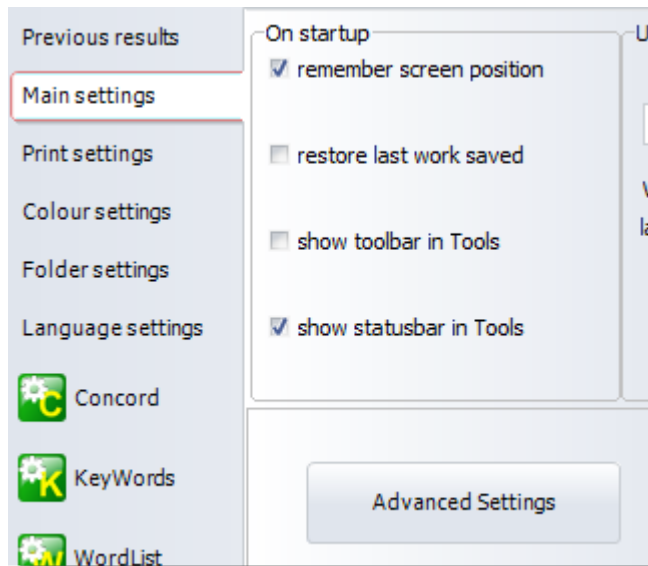 Previous results
Main settings
Print settings
Colour settings
Folder settings
Language settings
Concord
KeyWords
WordList
On startup
remember screen position
restore last work saved
show toolbar in Tools
show statusbar in Tools
Advanced Settings